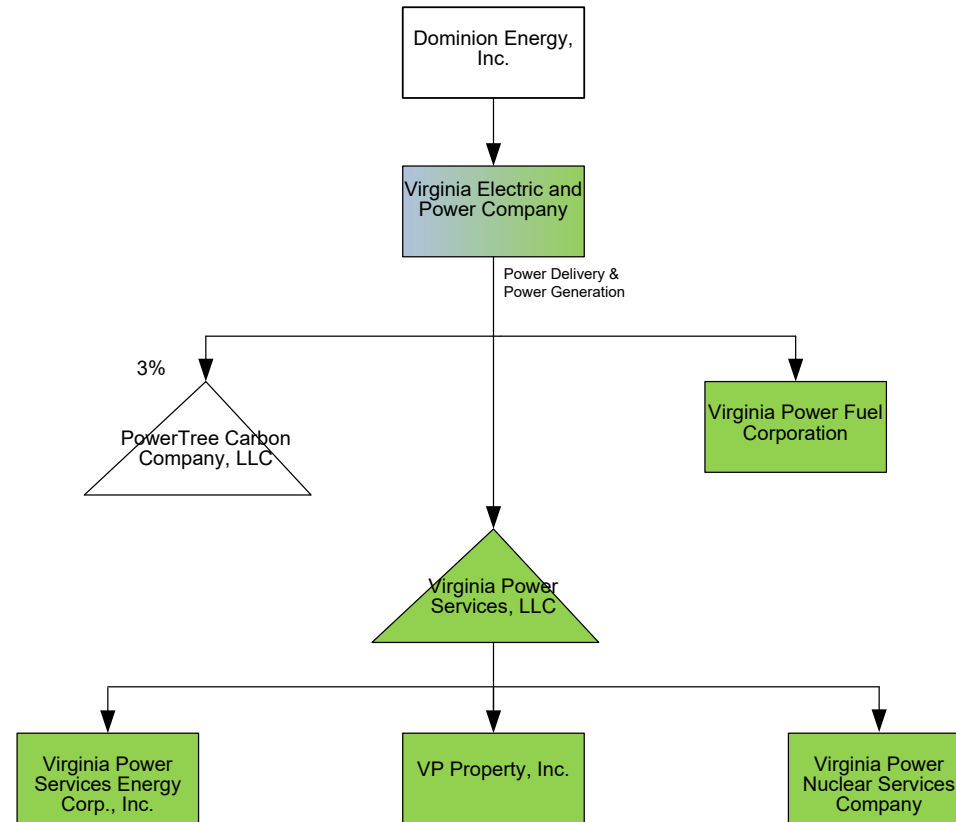 Dominion Energy,
Inc.
Virginia Electric and
Power Company
Power Delivery &
Power Generation
3%
PowerTree Carbon
Company, LLC
Virginia Power Fuel
Corporation
Virginia Power
Services, LLC
Virginia Power
Services Energy
Corp., Inc.
VP Property, Inc.
Virginia Power
Nuclear Services
Company